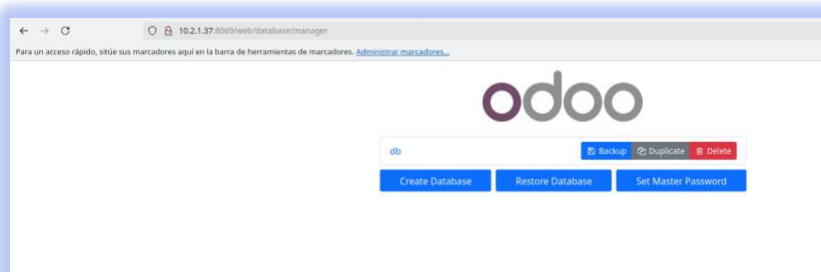 10.2.1.37:8069/web/database/manager
Para un acceso rápido, sitúe sus marcadores aquí en la barra de herramientas de marcadores. Administrar marcadores...
odoo
db Backup Duplicate Delete
Create Database Restore Database Set Master Password